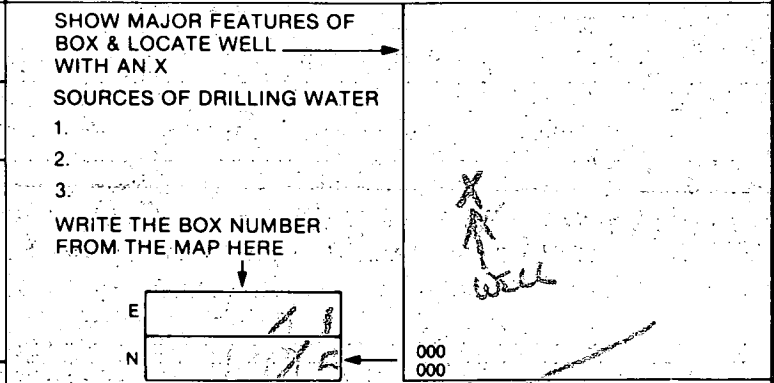 SHOW MAJOR FEATURES OF
BOX & LOCATE WELL
WITH AN X
SOURCES OF DRILLING WATER
1.
2.
3.
WRITE THE BOX NUMBER
FROM THE MAP HERE
E
N
X
Well
000
000